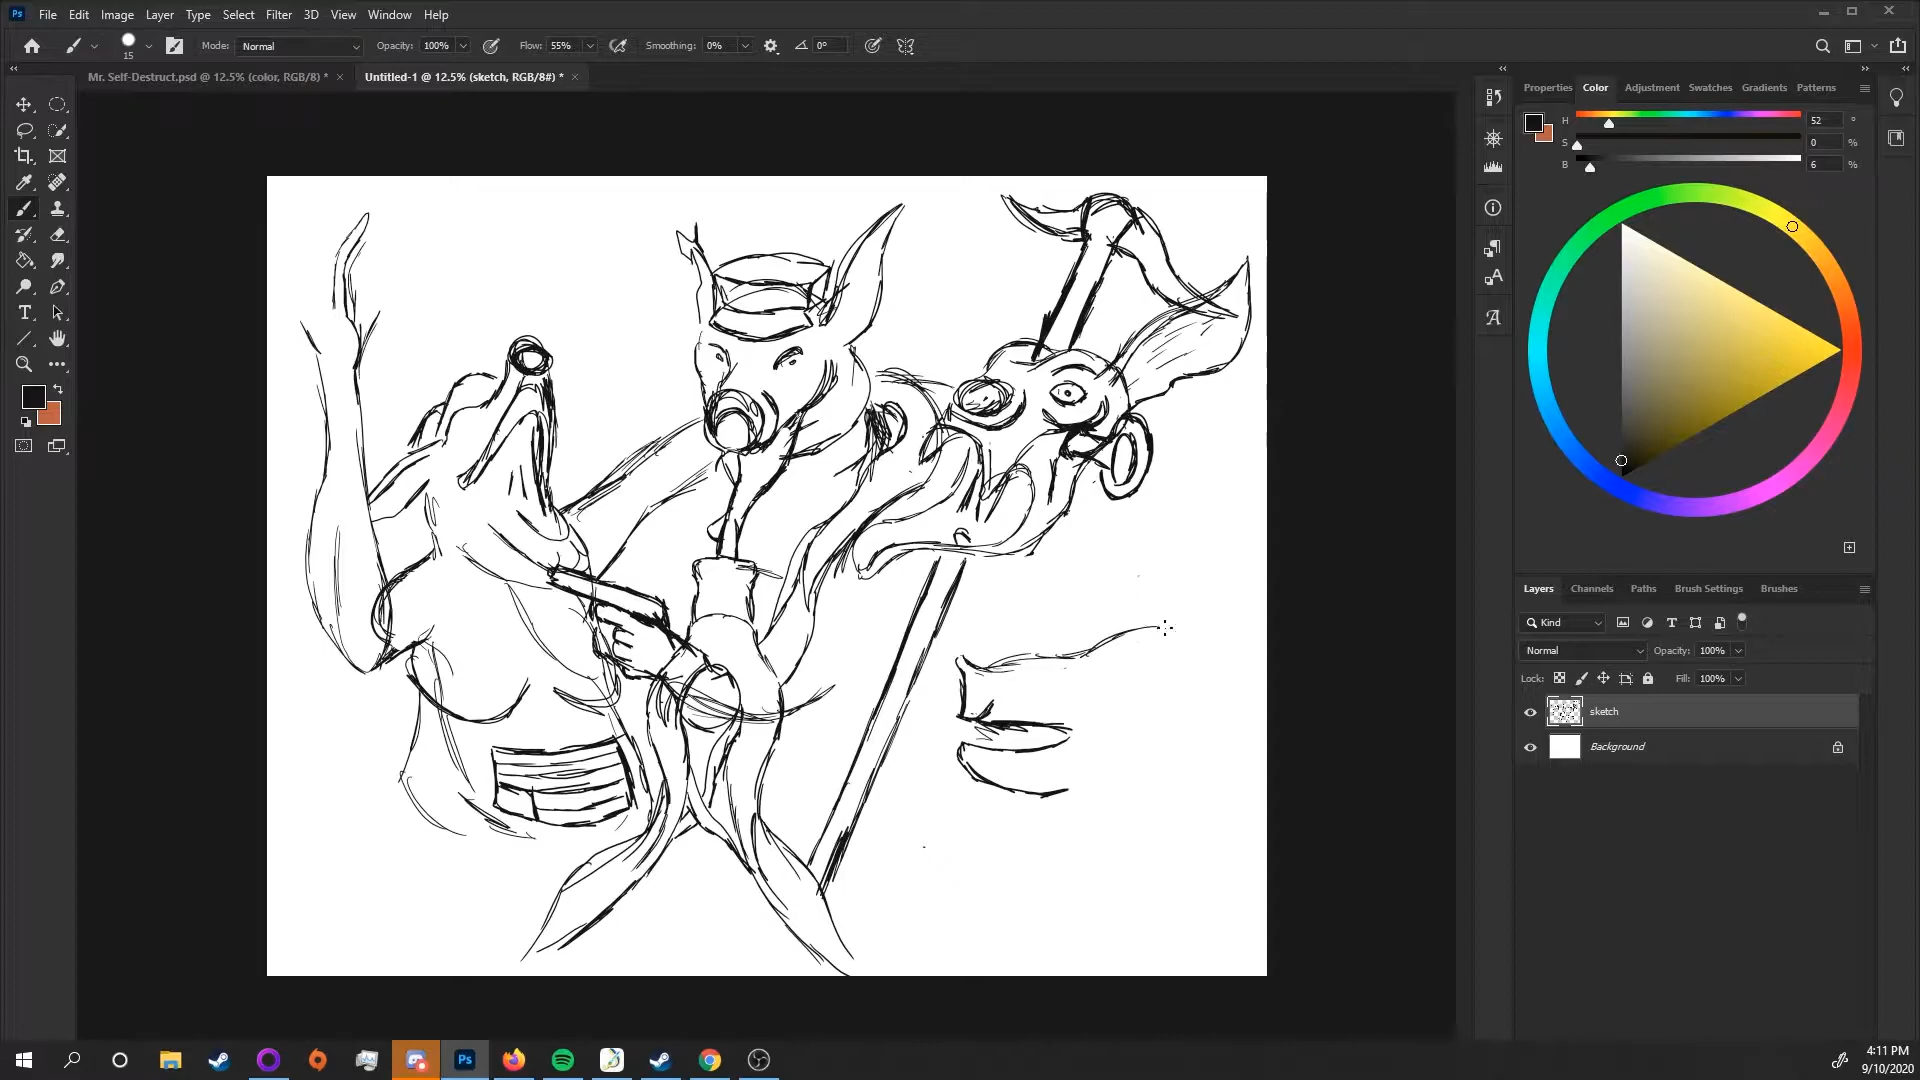 Ps File Edit Image Layer Type Select Filter 3D View Window Help
15 Mode: Normal Opacity: 100% Flow: 55% Smoothing: 0% 0°
Mr. Self-Destruct.psd @ 12.5% (color, RGB/8) * Untitled-1 @ 12.5% (sketch, RGB/8#) *
Properties Color Adjustment Swatches Gradients Patterns
H 52 °
S 0 %
B 6 %
Layers Channels Paths Brush Settings Brushes
Kind
Normal Opacity: 100%
Lock: Fill: 100%
sketch
Background
Ps
4:11 PM
9/10/2020